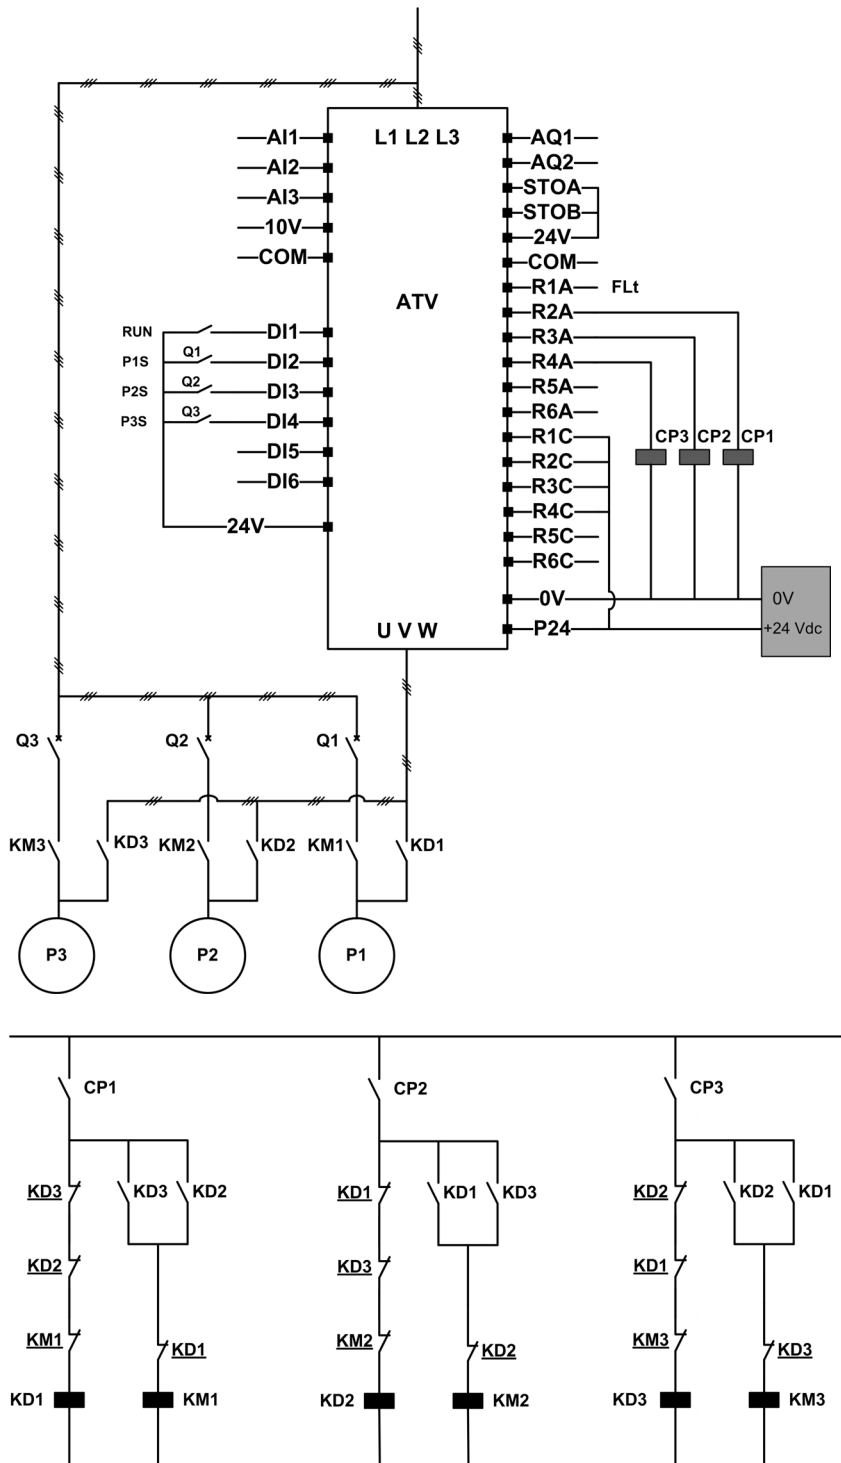 L1 L2 L3
AI1
AQ1
AI2
AQ2
AI3
STOA
10V
STOB
24V
COM
COM
R1A
FLt
ATV
R2A
RUN
DI1
R3A
P1S
Q1
DI2
R4A
P2S
Q2
DI3
R5A
P3S
Q3
DI4
R6A
R1C
CP3
CP2
CP1
DI5
R2C
DI6
R3C
R4C
24V
R5C
R6C
0V
0V
U V W
P24
+24 Vdc
Q3
Q2
Q1
KM3
KD3
KM2
KD2
KM1
KD1
P3
P2
P1
CP1
CP2
CP3
KD3
KD3
KD2
KD1
KD1
KD3
KD2
KD2
KD1
KD2
KD3
KD1
KM1
KD1
KM2
KD2
KM3
KD3
KD1
KM1
KD2
KM2
KD3
KM3